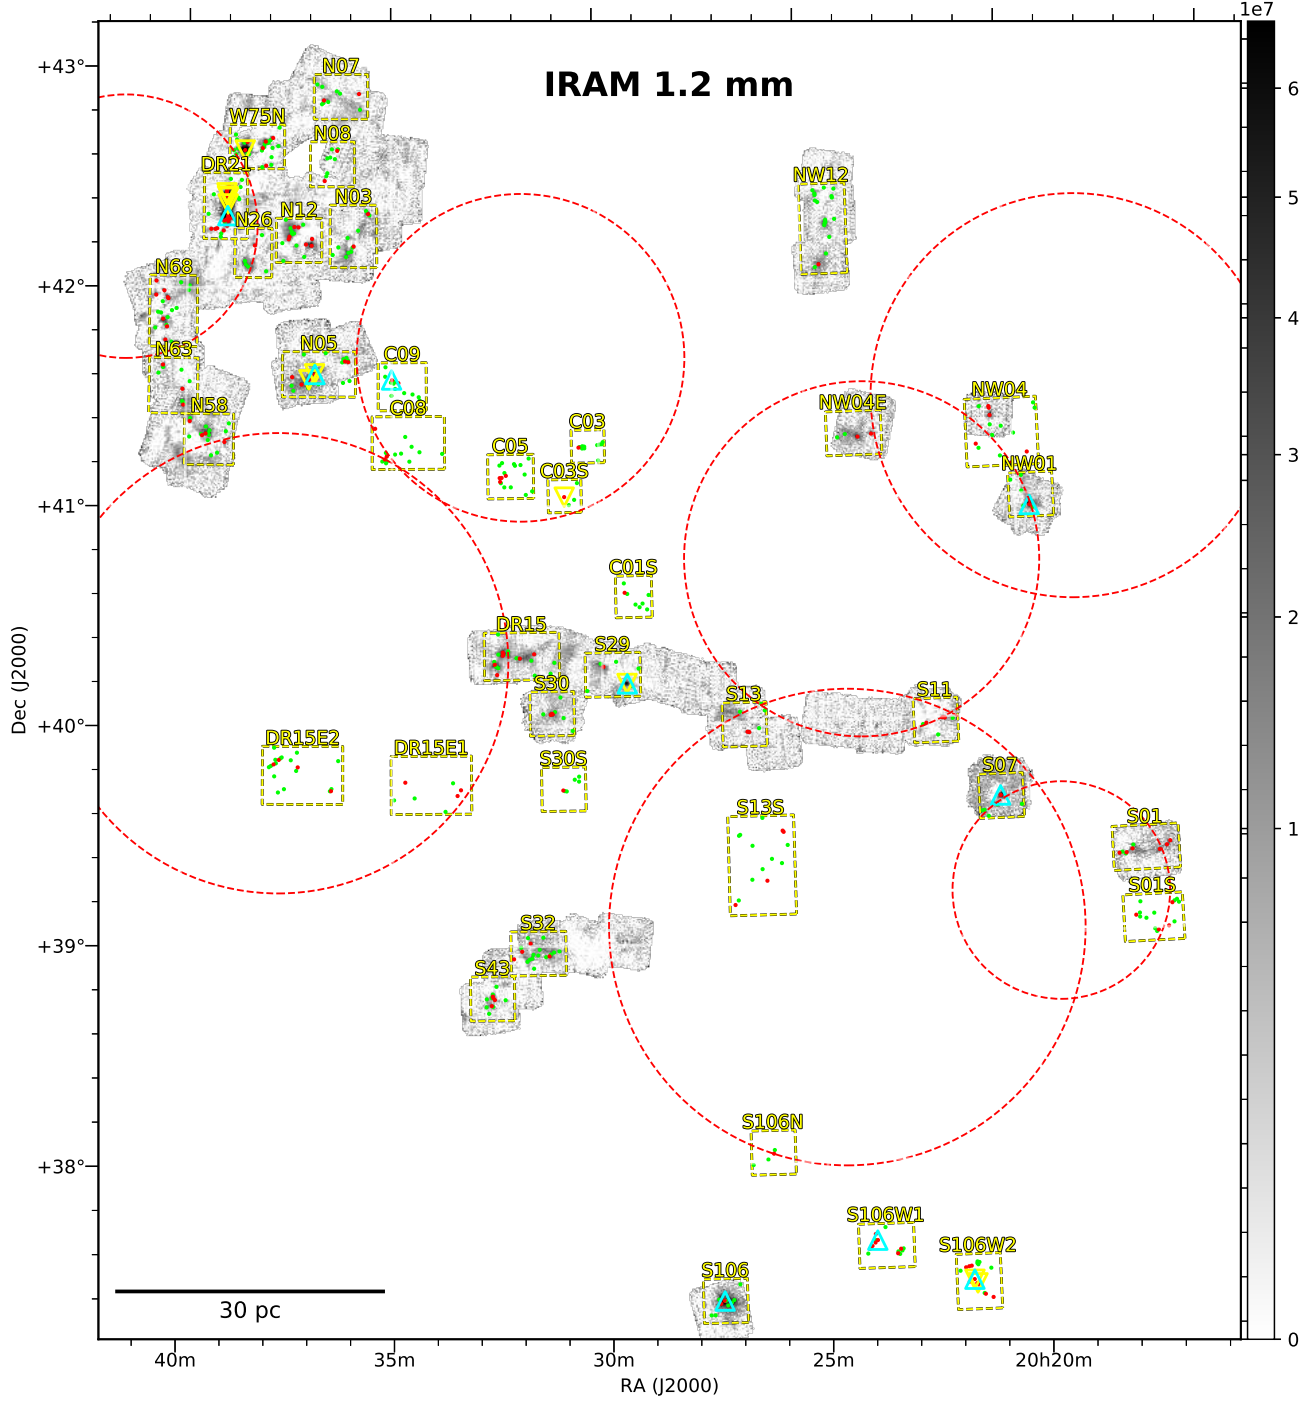 1e7
IRAM 1.2 mm
+43°
N07
W75N
N08
DR21
N03
N12
N26
NW12
+42°
N68
N63
N05
C09
N58
C08
C03
C05
C03S
NW04E
NW04
NW01
+41°
C01S
DR15
S29
S30
S13
S11
+40°
DR15E2
DR15E1
S30S
S07
S13S
S01
S01S
+39°
S32
S43
+38°
S106N
S106W1
S106W2
S106
30 pc
40m
35m
30m
25m
20h20m
RA (J2000)
Dec (J2000)
6
5
4
3
2
1
0